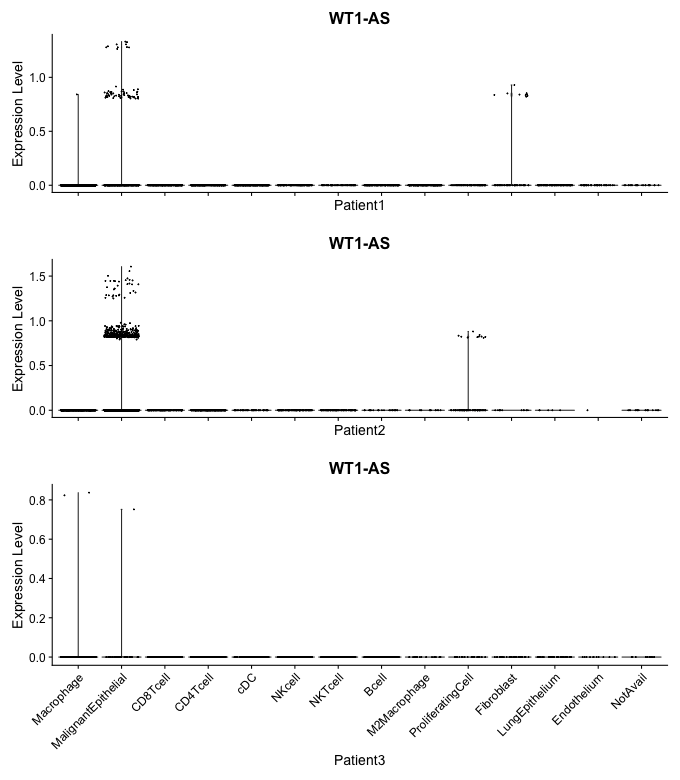 WT1-AS
Expression Level
1.0
0.5
0.0
Patient1
WT1-AS
Expression Level
1.5
1.0
0.5
0.0
Patient2
WT1-AS
Expression Level
0.8
0.6
0.4
0.2
0.0
Macrophage
MalignantEpithelial
CD8Tcell
CD4Tcell
cDC
NKcell
NKTcell
Bcell
M2Macrophage
ProliferatingCell
Fibroblast
LungEpithelium
Endothelium
NotAvail
Patient3